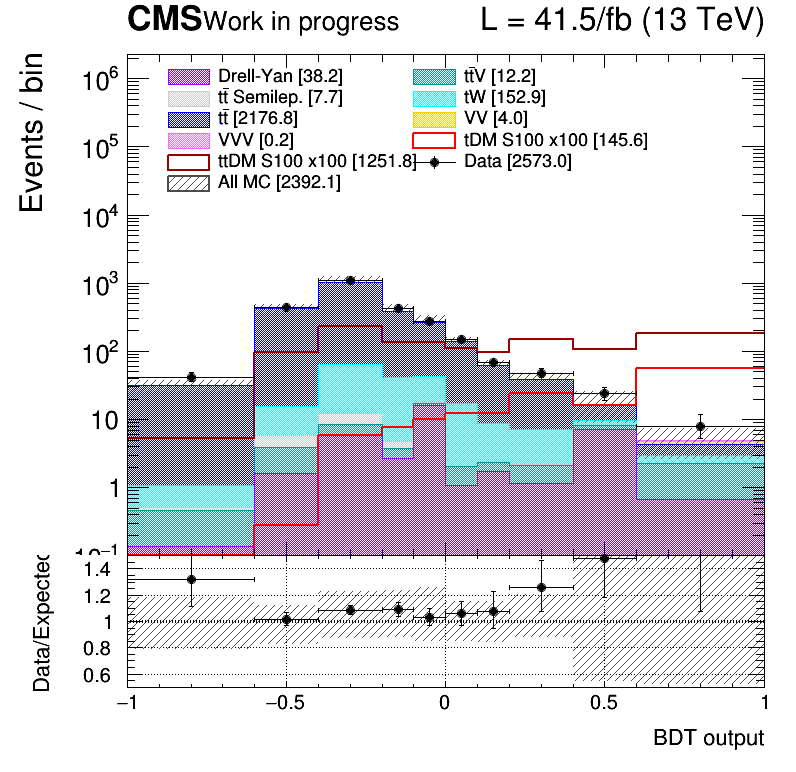 CMS Work in progress L = 41.5/fb (13 TeV)
Events / bin
10⁶
10⁵
10⁴
10³
10²
10
1
10⁻¹
Drell-Yan [38.2] tt̄V [12.2]
tt̄ Semilep. [7.7] tW [152.9]
tt̄ [2176.8] VV [4.0]
VVV [0.2] tDM S100 x100 [145.6]
ttDM S100 x100 [1251.8] Data [2573.0]
All MC [2392.1]
Data/Expected
1.4
1.2
1
0.8
0.6
−1 −0.5 0 0.5 1
BDT output